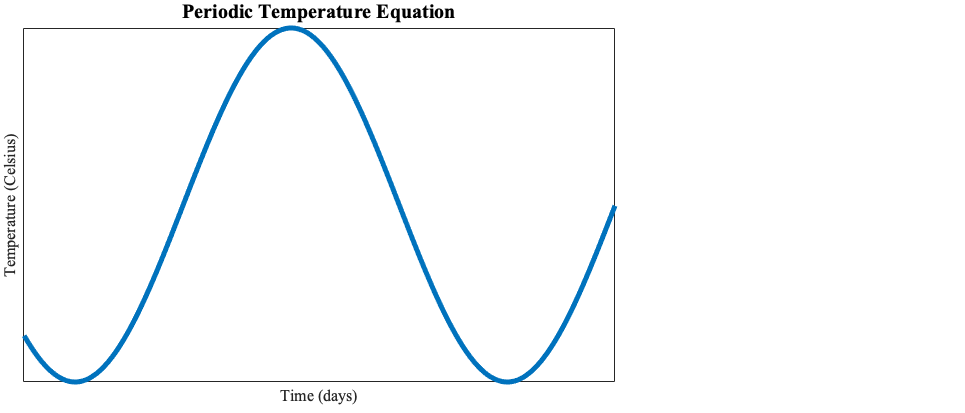 Periodic Temperature Equation
Temperature (Celsius)
Time (days)